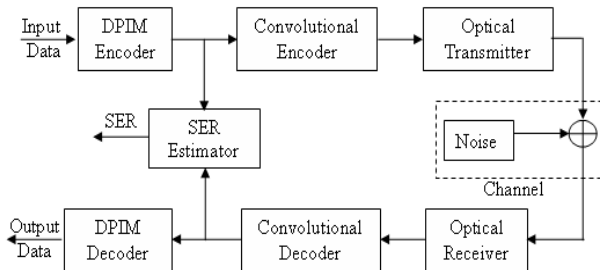 Input
Data
DPIM
Encoder
Convolutional
Encoder
Optical
Transmitter
SER
SER
Estimator
Noise
Channel
Output
Data
DPIM
Decoder
Convolutional
Decoder
Optical
Receiver